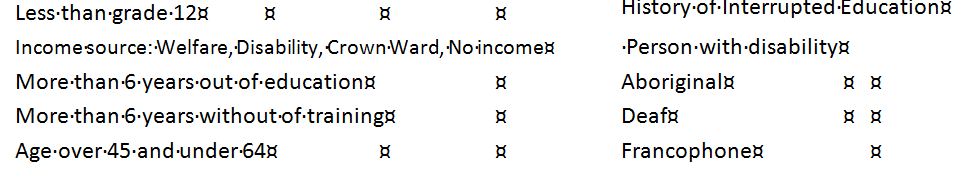 Less than grade 12¤ ¤ ¤ ¤ History of Interrupted Education¤
Income source: Welfare, Disability, Crown Ward, No income¤ Person with disability¤
More than 6 years out of education¤ ¤ Aboriginal¤ ¤ ¤
More than 6 years without of training¤ ¤ Deaf¤ ¤ ¤
Age over 45 and under 64¤ ¤ ¤ Francophone¤ ¤